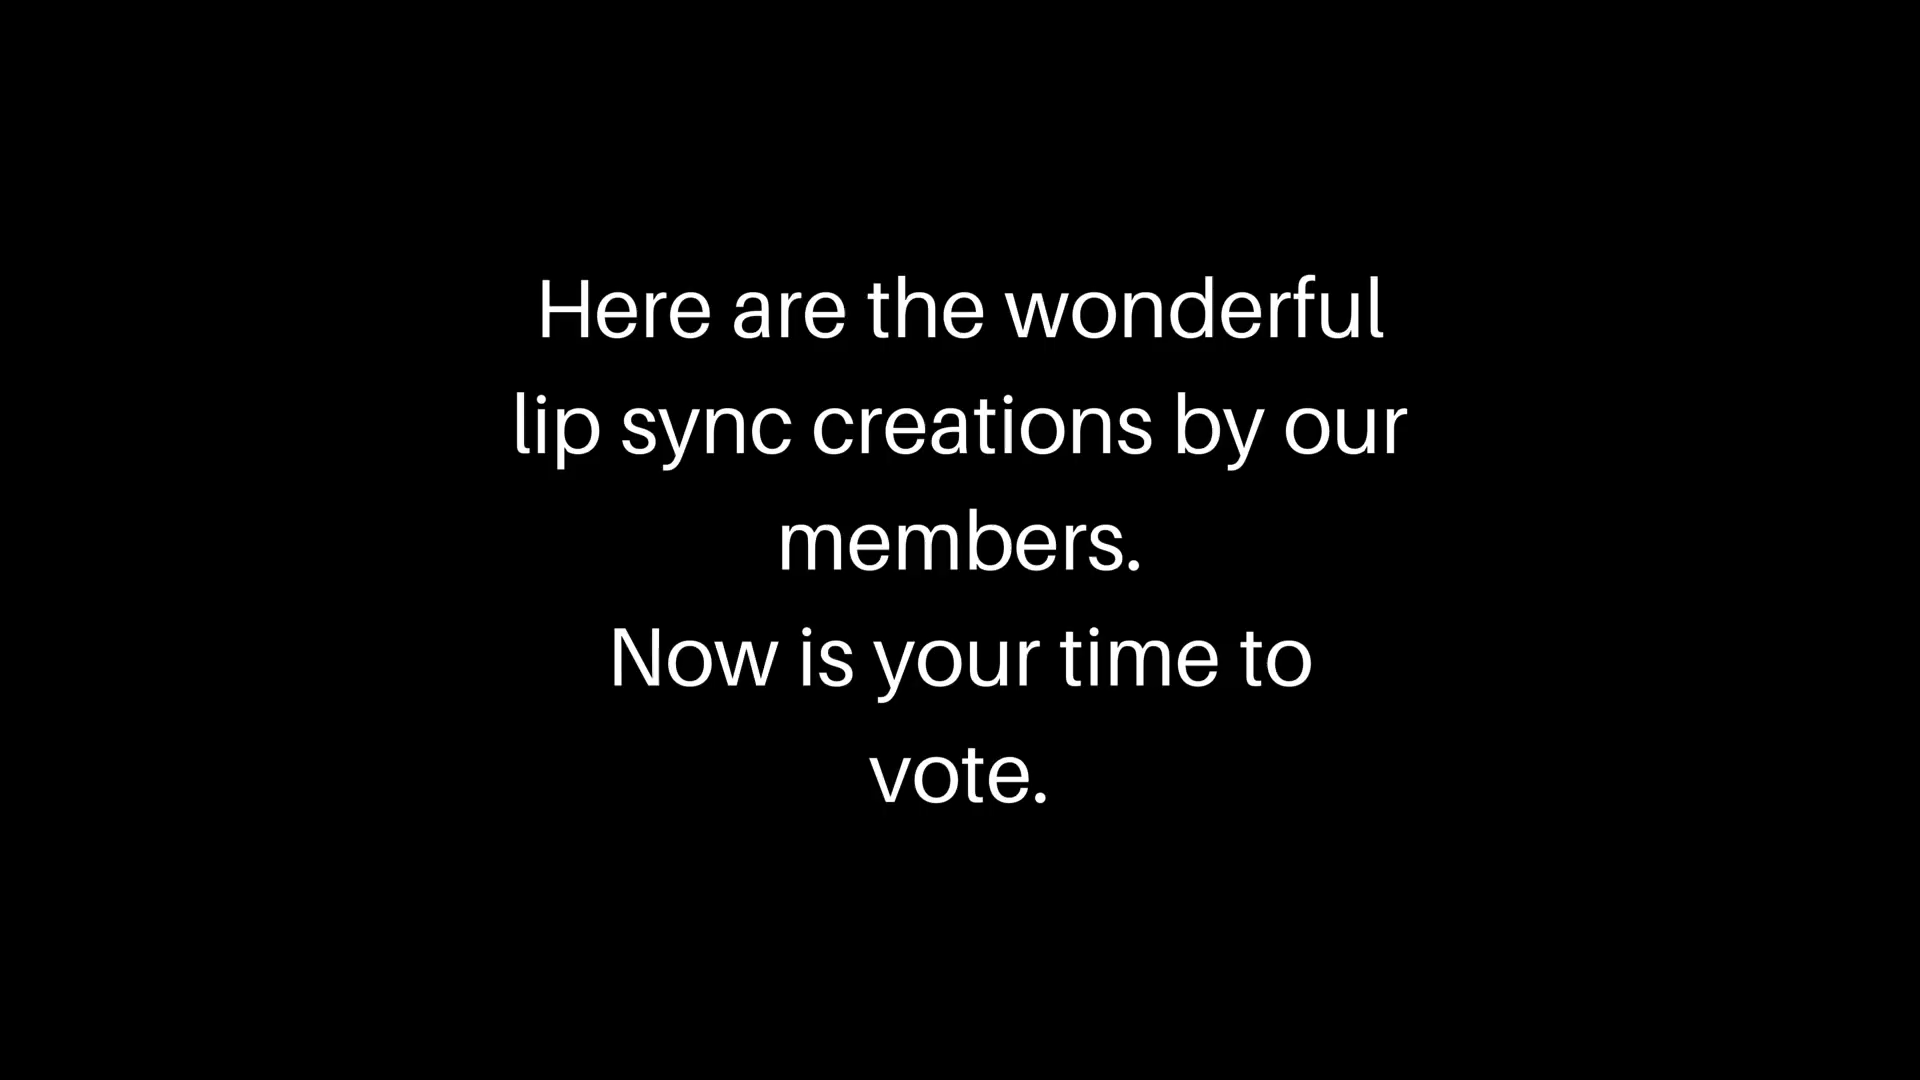 Here are the wonderful
lip sync creations by our
members.
Now is your time to
vote.